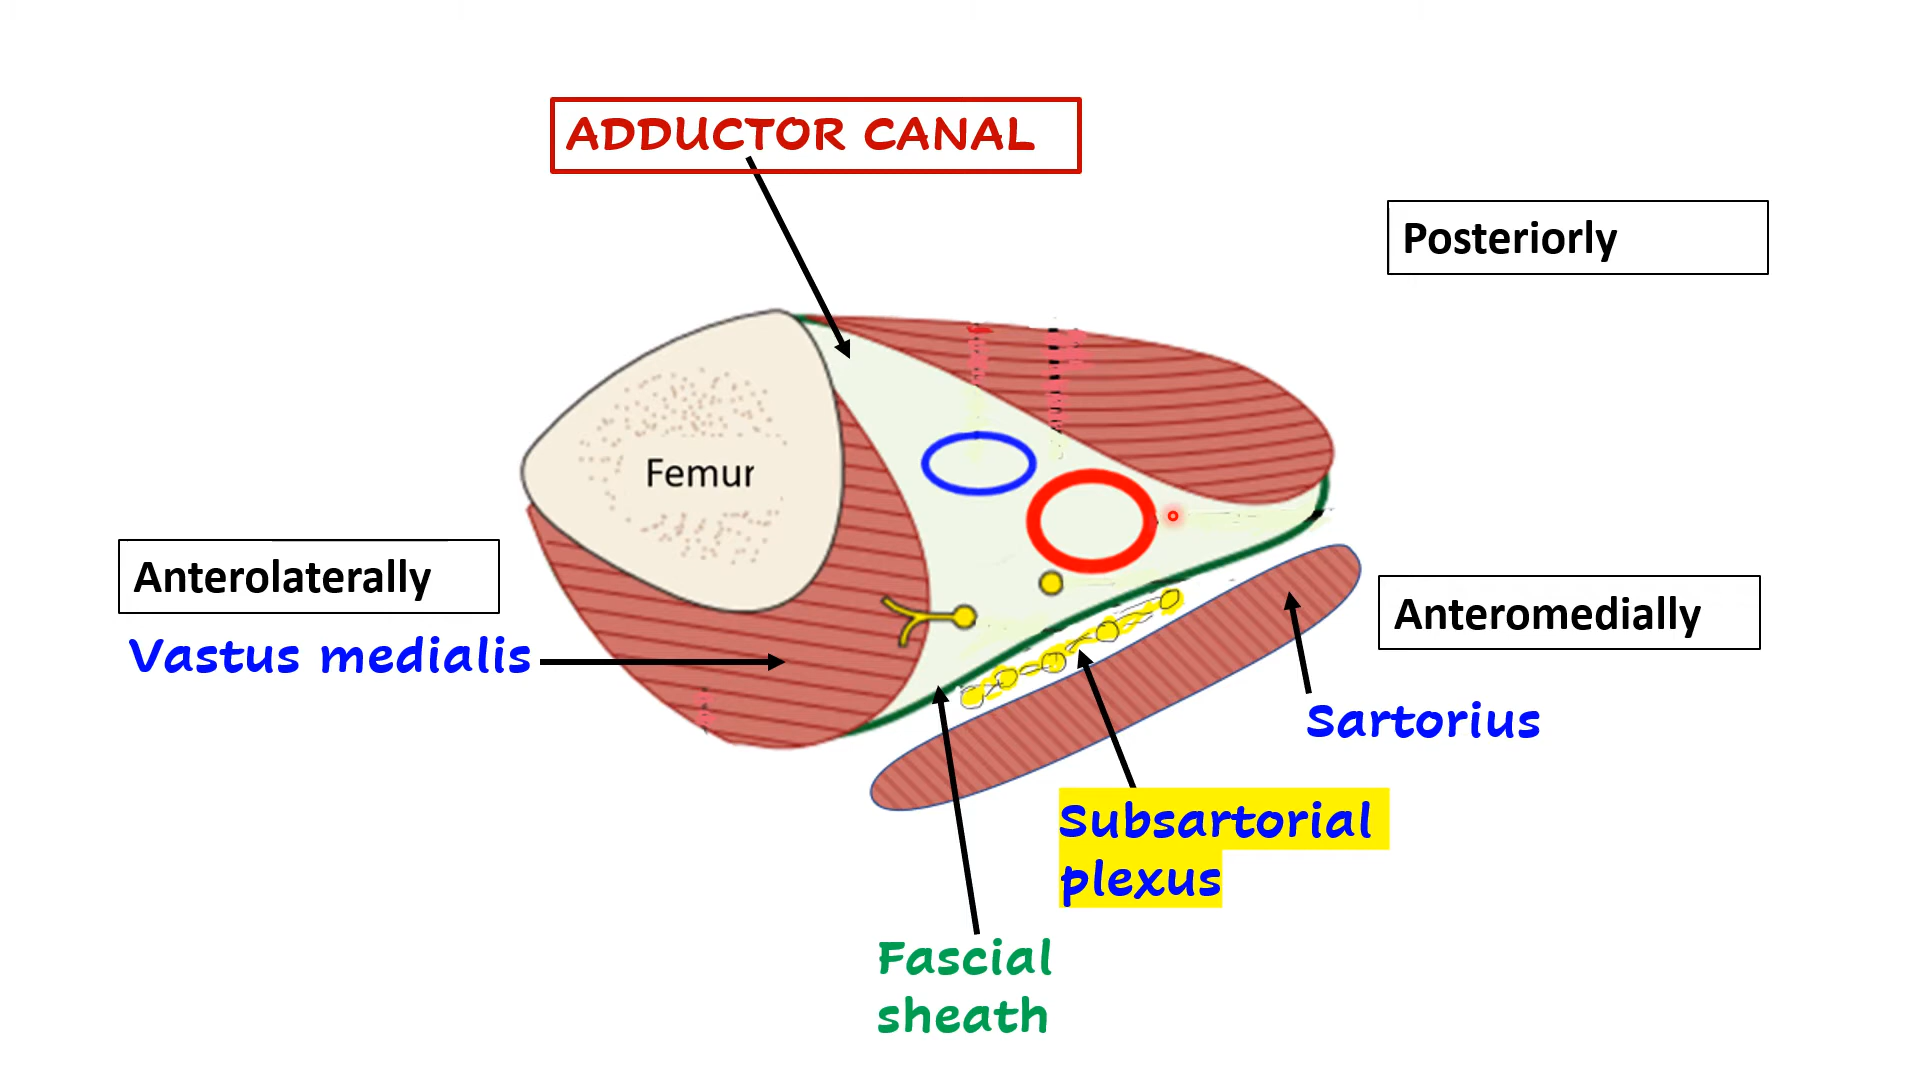 ADDUCTOR CANAL
Posteriorly
Femur
Anterolaterally
Vastus medialis
Anteromedially
Sartorius
Subsartorial
plexus
Fascial
sheath